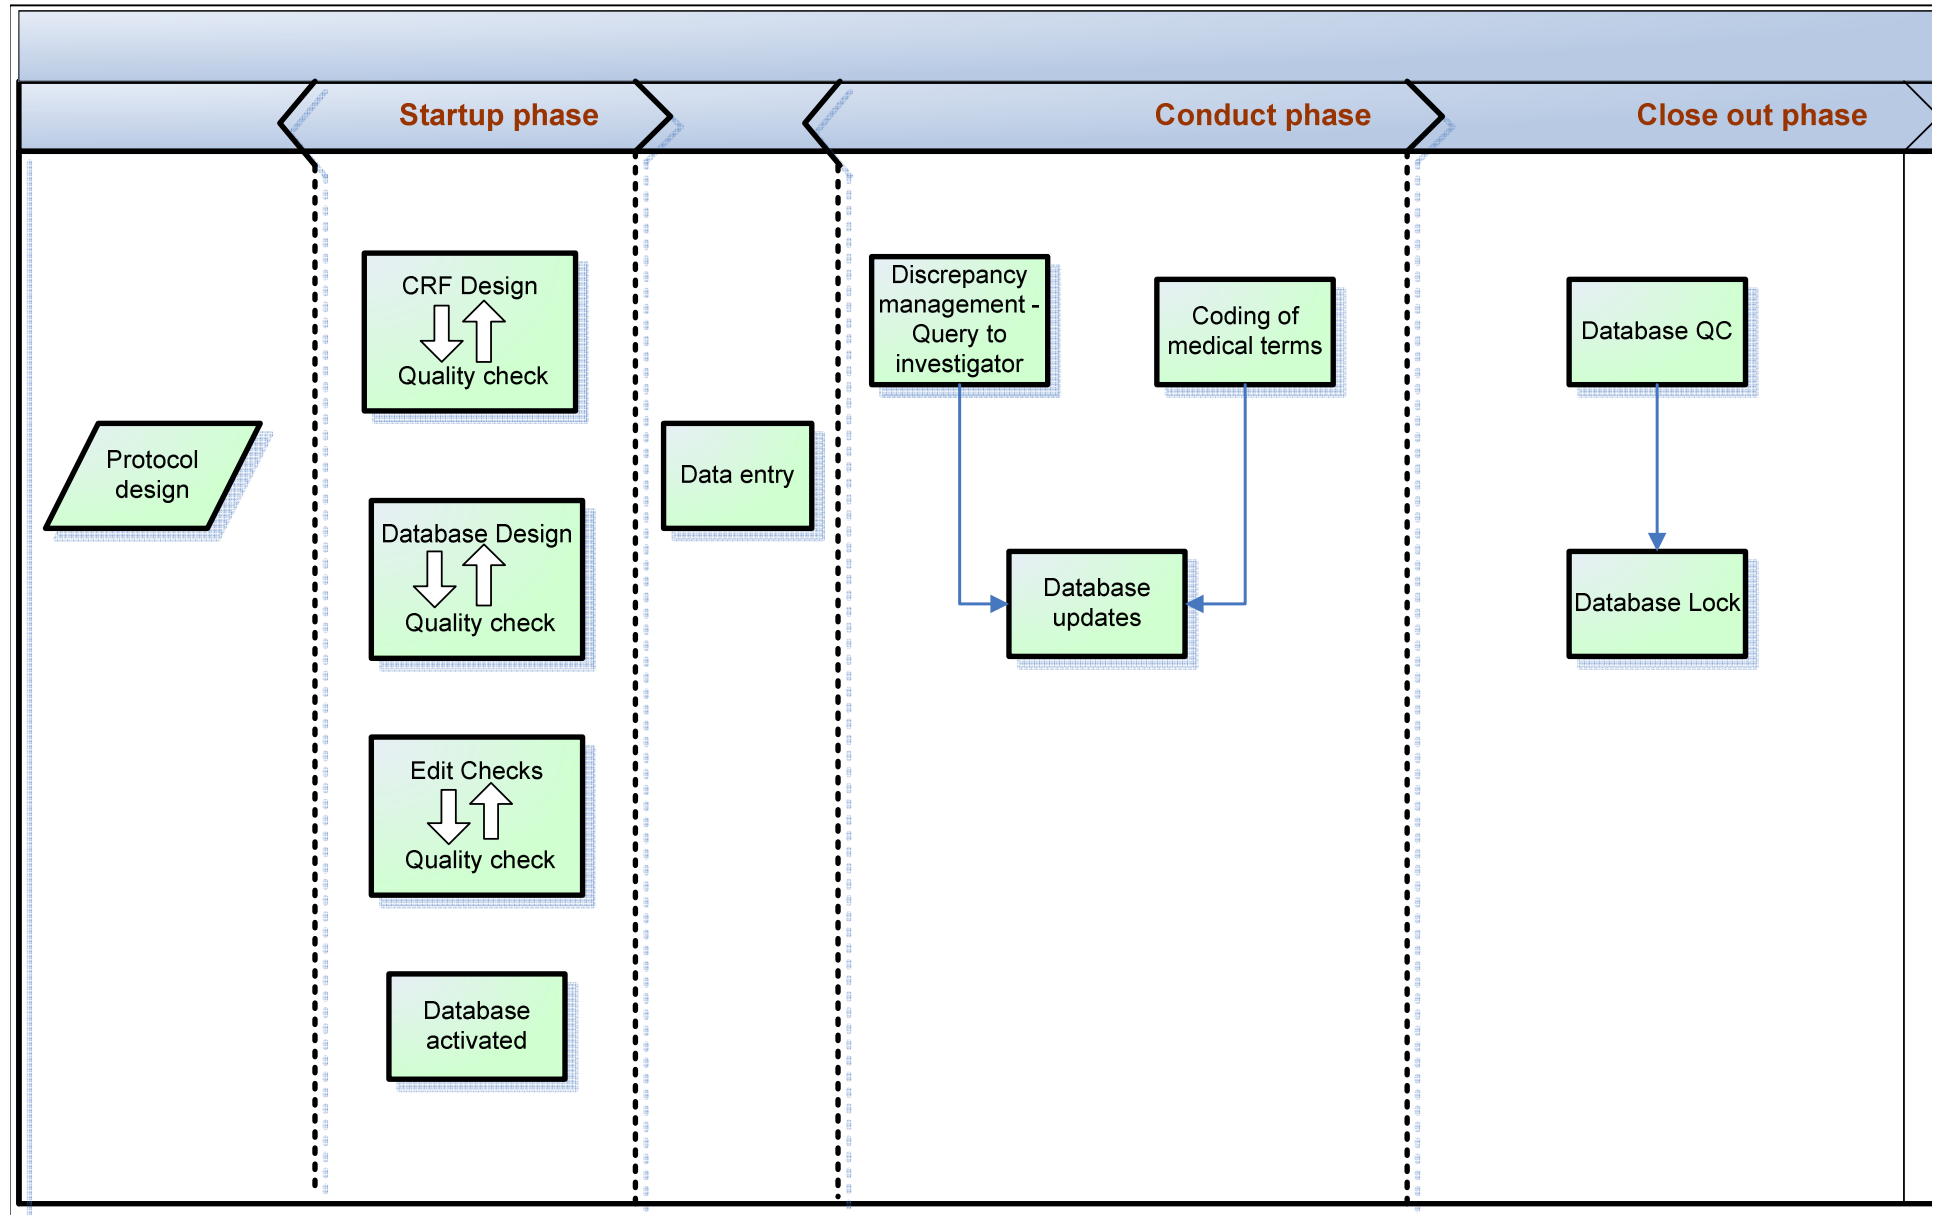 Startup phase
Conduct phase
Close out phase
Protocol
design
CRF Design
Quality check
Database Design
Quality check
Edit Checks
Quality check
Database
activated
Data entry
Discrepancy
management -
Query to
investigator
Coding of
medical terms
Database
updates
Database QC
Database Lock